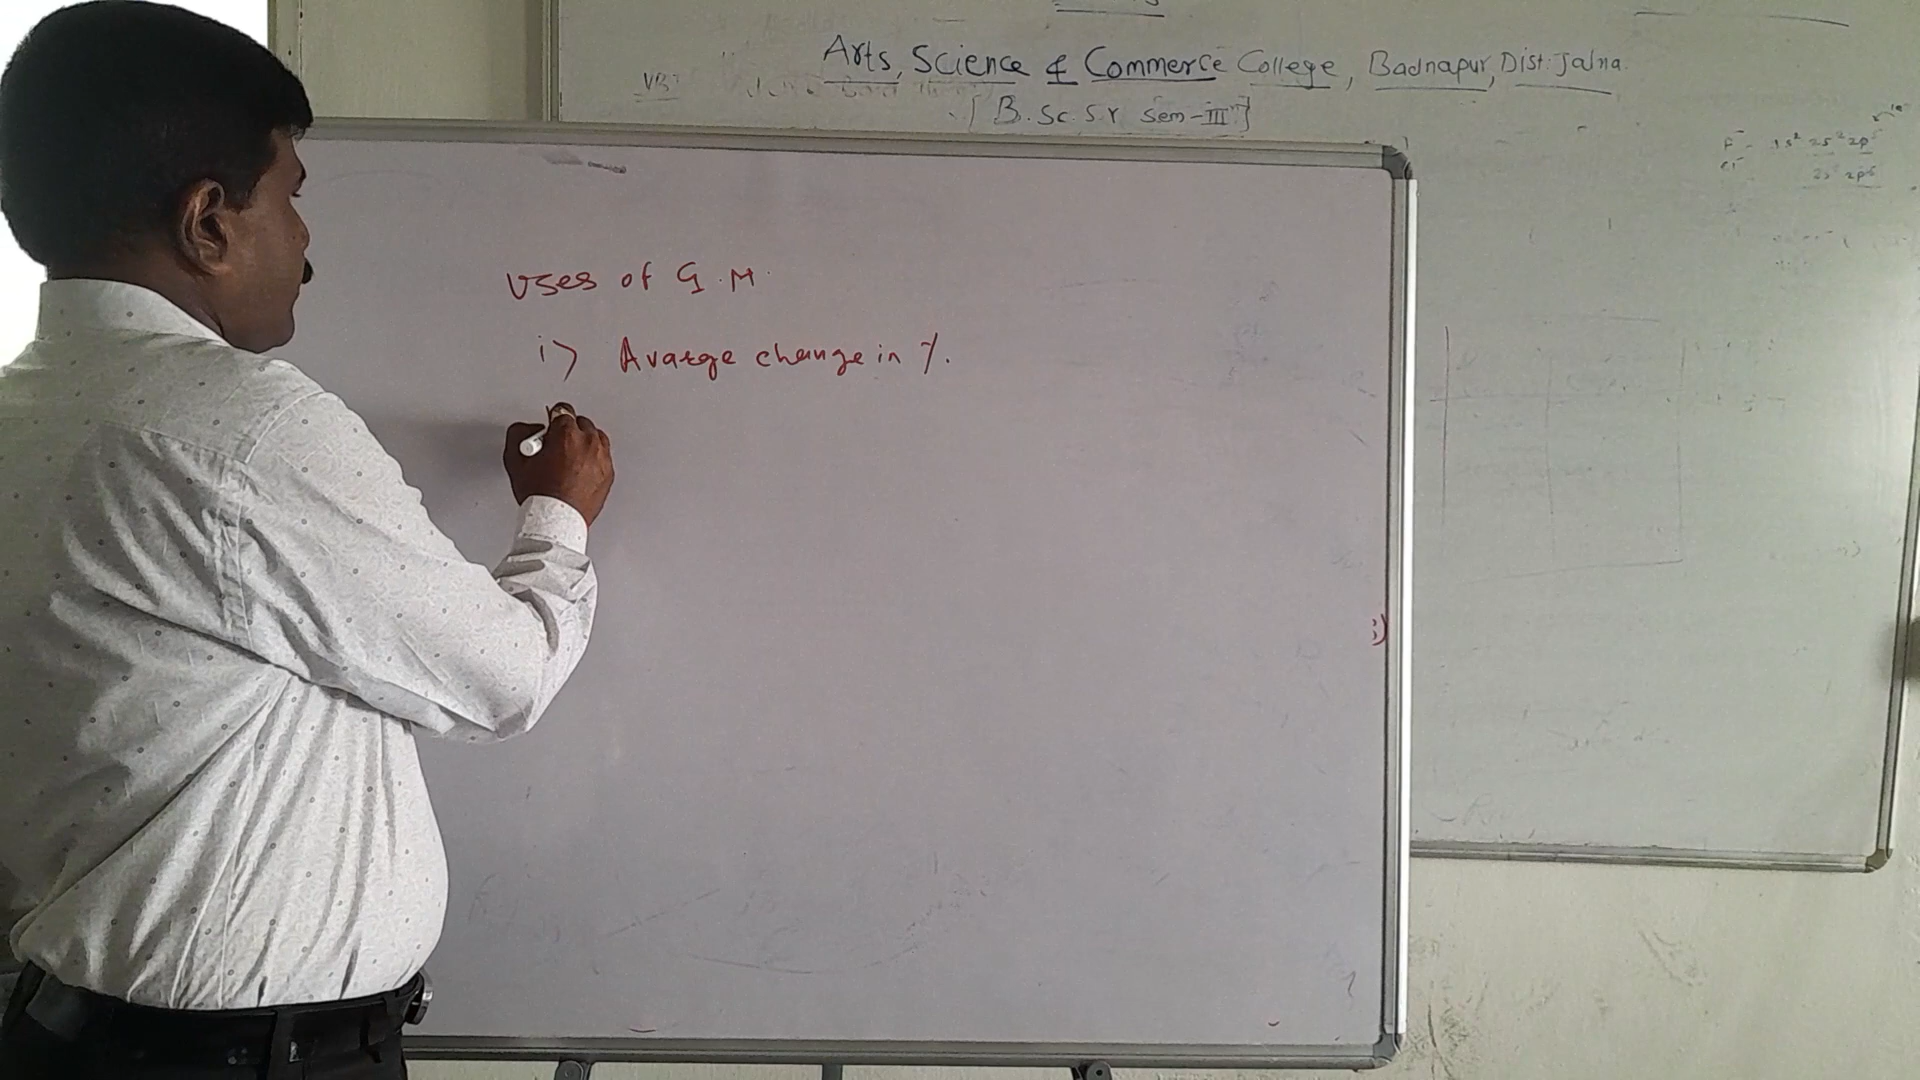 Arts, Science & Commerce College, Badnapur, Dist: Jalna.
[B.Sc. S.Y Sem-III]
Uses of G.M.
i) Avarge change in %.